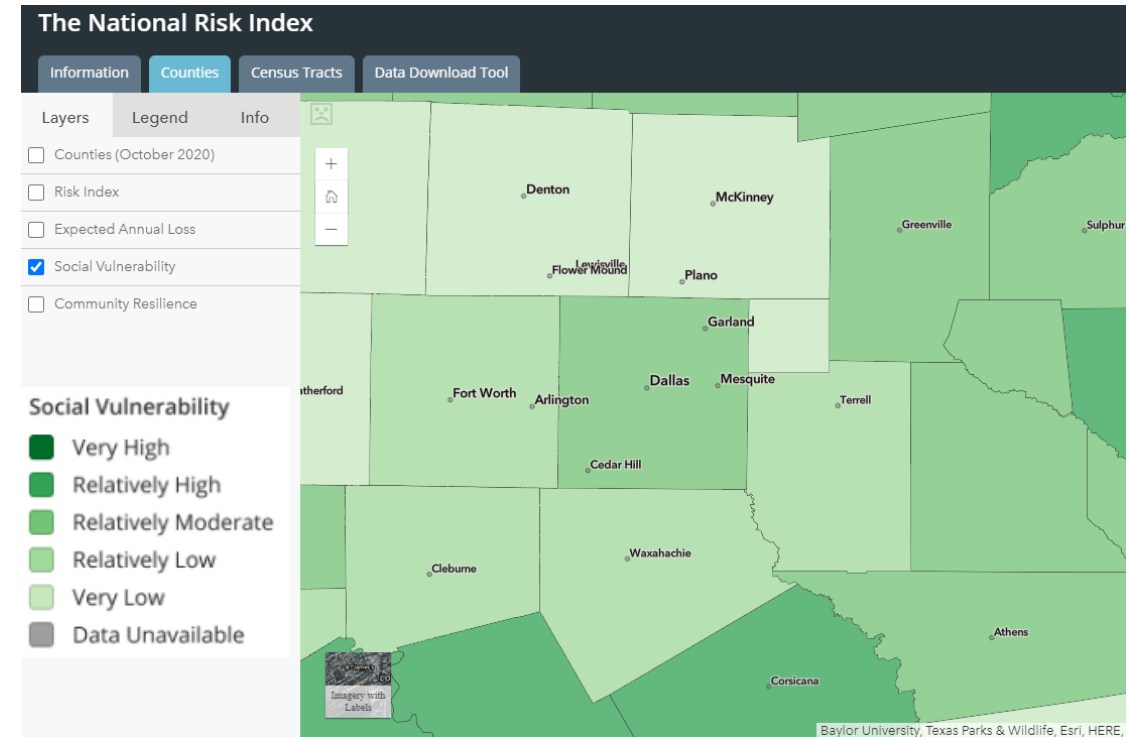 The National Risk Index
Information
Counties
Census Tracts
Data Download Tool
Layers
Legend
Info
Counties (October 2020)
Risk Index
Expected Annual Loss
Social Vulnerability
Community Resilience
Social Vulnerability
Very High
Relatively High
Relatively Moderate
Relatively Low
Very Low
Data Unavailable
+
−
Denton
McKinney
Greenville
Sulphur
Lewisville
Flower Mound
Plano
Garland
atherford
Fort Worth
Arlington
Dallas
Mesquite
Terrell
Cedar Hill
Waxahachie
Cleburne
Athens
Corsicana
Imagery with
Labels
Baylor University, Texas Parks & Wildlife, Esri, HERE,